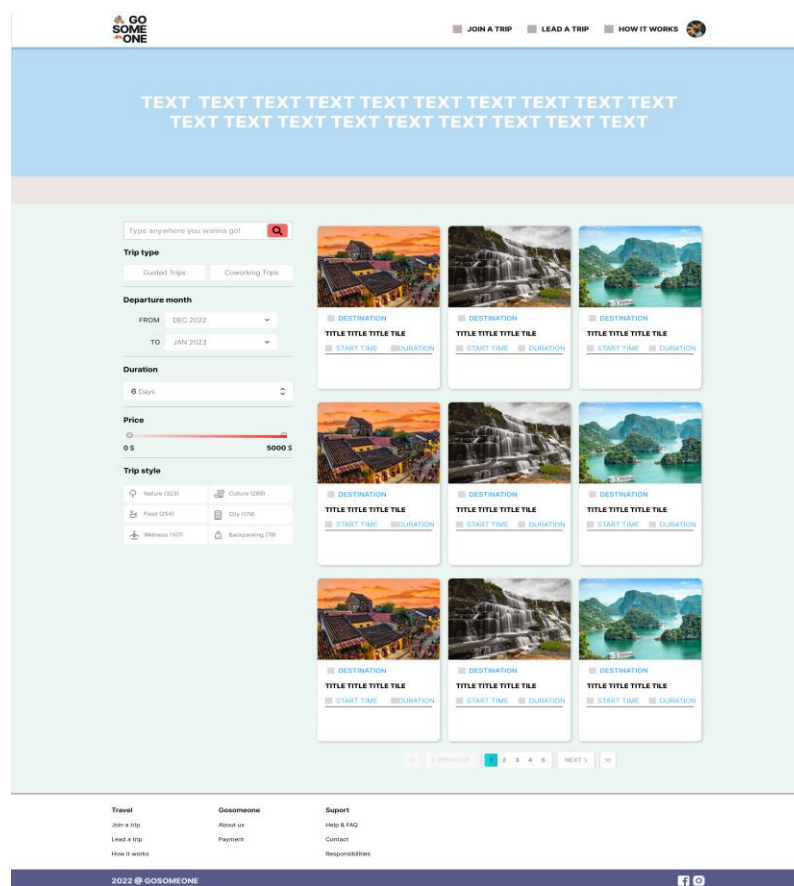 GO
SOME
ONE
JOIN A TRIP LEAD A TRIP HOW IT WORKS
TEXT TEXT TEXT TEXT TEXT TEXT TEXT TEXT TEXT TEXT
TEXT TEXT TEXT TEXT TEXT TEXT TEXT TEXT TEXT
Type anywhere you wanna go!
Trip type
Guided Trips Coworking Trips
Departure month
FROM DEC 2022
TO JAN 2023
Duration
6 Days
Price
0 $ 5000 $
Trip style
Nature (323) Culture (289)
Food (254) City (174)
Wellness (107) Backpacking (78)
DESTINATION DESTINATION DESTINATION
TITLE TITLE TITLE TILE TITLE TITLE TITLE TILE TITLE TITLE TITLE TILE
START TIME DURATION START TIME DURATION START TIME DURATION
DESTINATION DESTINATION DESTINATION
TITLE TITLE TITLE TILE TITLE TITLE TITLE TILE TITLE TITLE TITLE TILE
START TIME DURATION START TIME DURATION START TIME DURATION
DESTINATION DESTINATION DESTINATION
TITLE TITLE TITLE TILE TITLE TITLE TITLE TILE TITLE TITLE TITLE TILE
START TIME DURATION START TIME DURATION START TIME DURATION
<< < PREVIOUS 1 2 3 4 5 NEXT > >>
Travel Gosomeone Suport
Join a trip About us Help & FAQ
Lead a trip Payment Contact
How it works Responsibilities
2022 @ GOSOMEONE